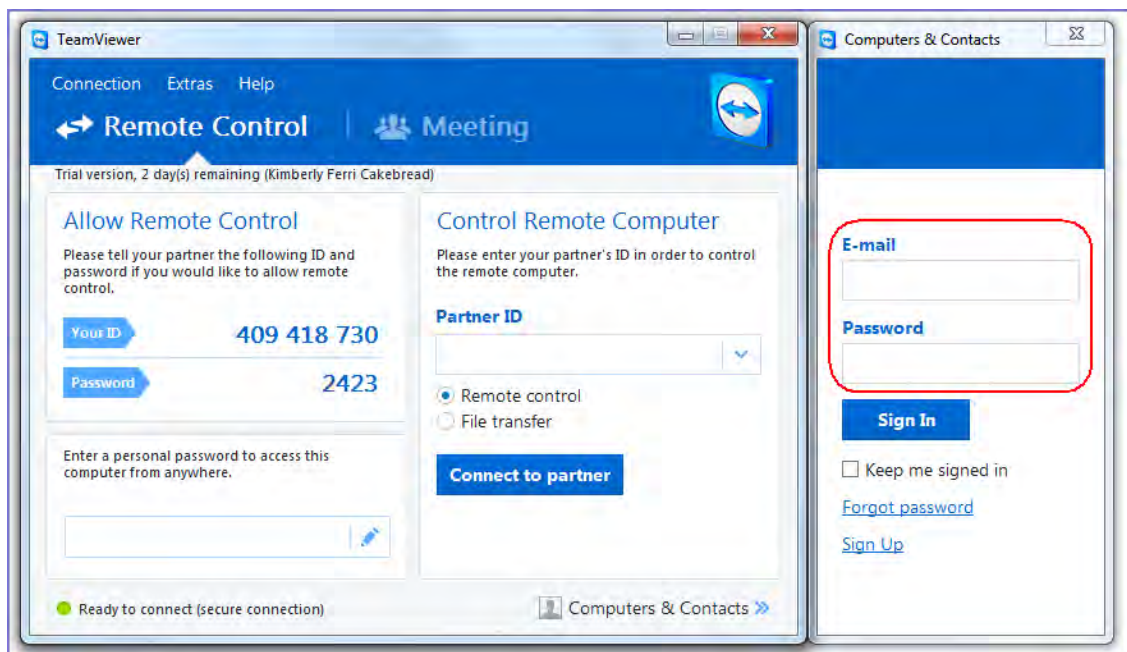 TeamViewer
Connection Extras Help
Remote Control Meeting
Trial version, 2 day(s) remaining (Kimberly Ferri Cakebread)
Allow Remote Control
Please tell your partner the following ID and
password if you would like to allow remote
control.
Your ID 409 418 730
Password 2423
Enter a personal password to access this
computer from anywhere.
Control Remote Computer
Please enter your partner's ID in order to control
the remote computer.
Partner ID
Remote control
File transfer
Connect to partner
Ready to connect (secure connection)
Computers & Contacts
Computers & Contacts
E-mail
Password
Sign In
Keep me signed in
Forgot password
Sign Up